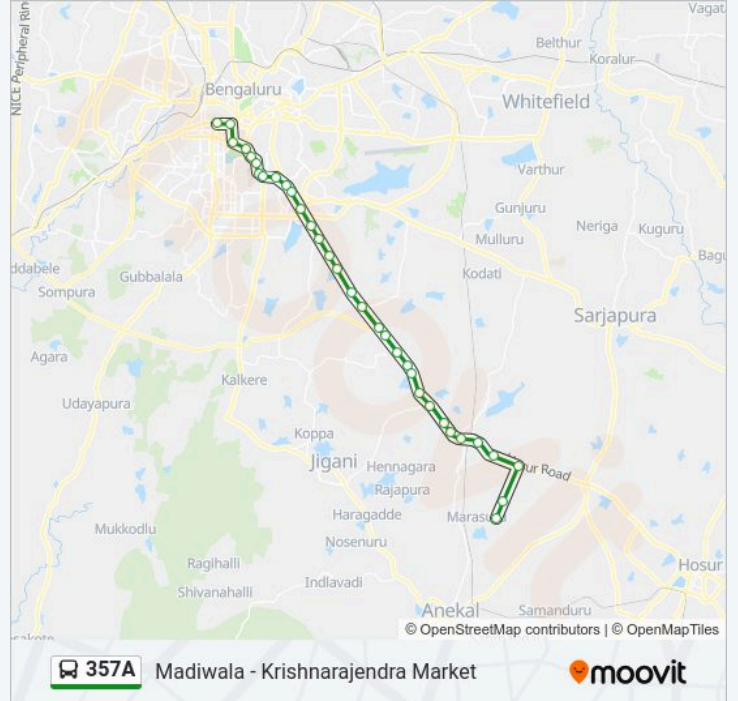 NICE Peripheral Rin
Vagat
Belthur
Koralur
Bengaluru
Whitefield
Varthur
Gunjuru
Neriga
Kuguru
Mulluru
Bagu
ddabele
Gubbalala
Kodati
Sompura
Sarjapura
Agara
Kalkere
Udayapura
Koppa
Jigani
Hennagara
ur Road
Rajapura
Haragadde
Marasu
Mukkodlu
Nosenuru
Ragihalli
Indlavadi
Hosur
Shivanahalli
Anekal
Samanduru
sakote
© OpenStreetMap contributors | © OpenMapTiles
357A Madiwala - Krishnarajendra Market
moovit